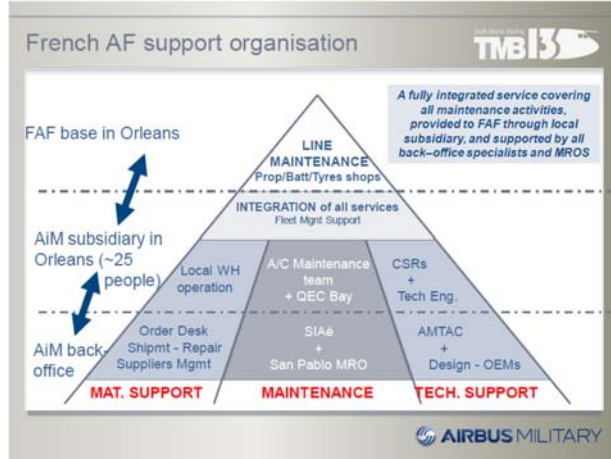 French AF support organisation
TMB13
A fully integrated service covering
all maintenance activities,
provided to FAF through local
subsidiary, and supported by all
back–office specialists and MROS
FAF base in Orleans
LINE
MAINTENANCE
Prop/Batt/Tyres shops
INTEGRATION of all services
Fleet Mgnt Support
AiM subsidiary in
Orleans (~25
people)
Local WH
operation
A/C Maintenance
team
+ QEC Bay
CSRs
+
Tech Eng.
AiM back-
office
Order Desk
Shipmt - Repair
Suppliers Mgmt
SIAé
+
San Pablo MRO
AMTAC
+
Design - OEMs
MAT. SUPPORT
MAINTENANCE
TECH. SUPPORT
AIRBUS MILITARY